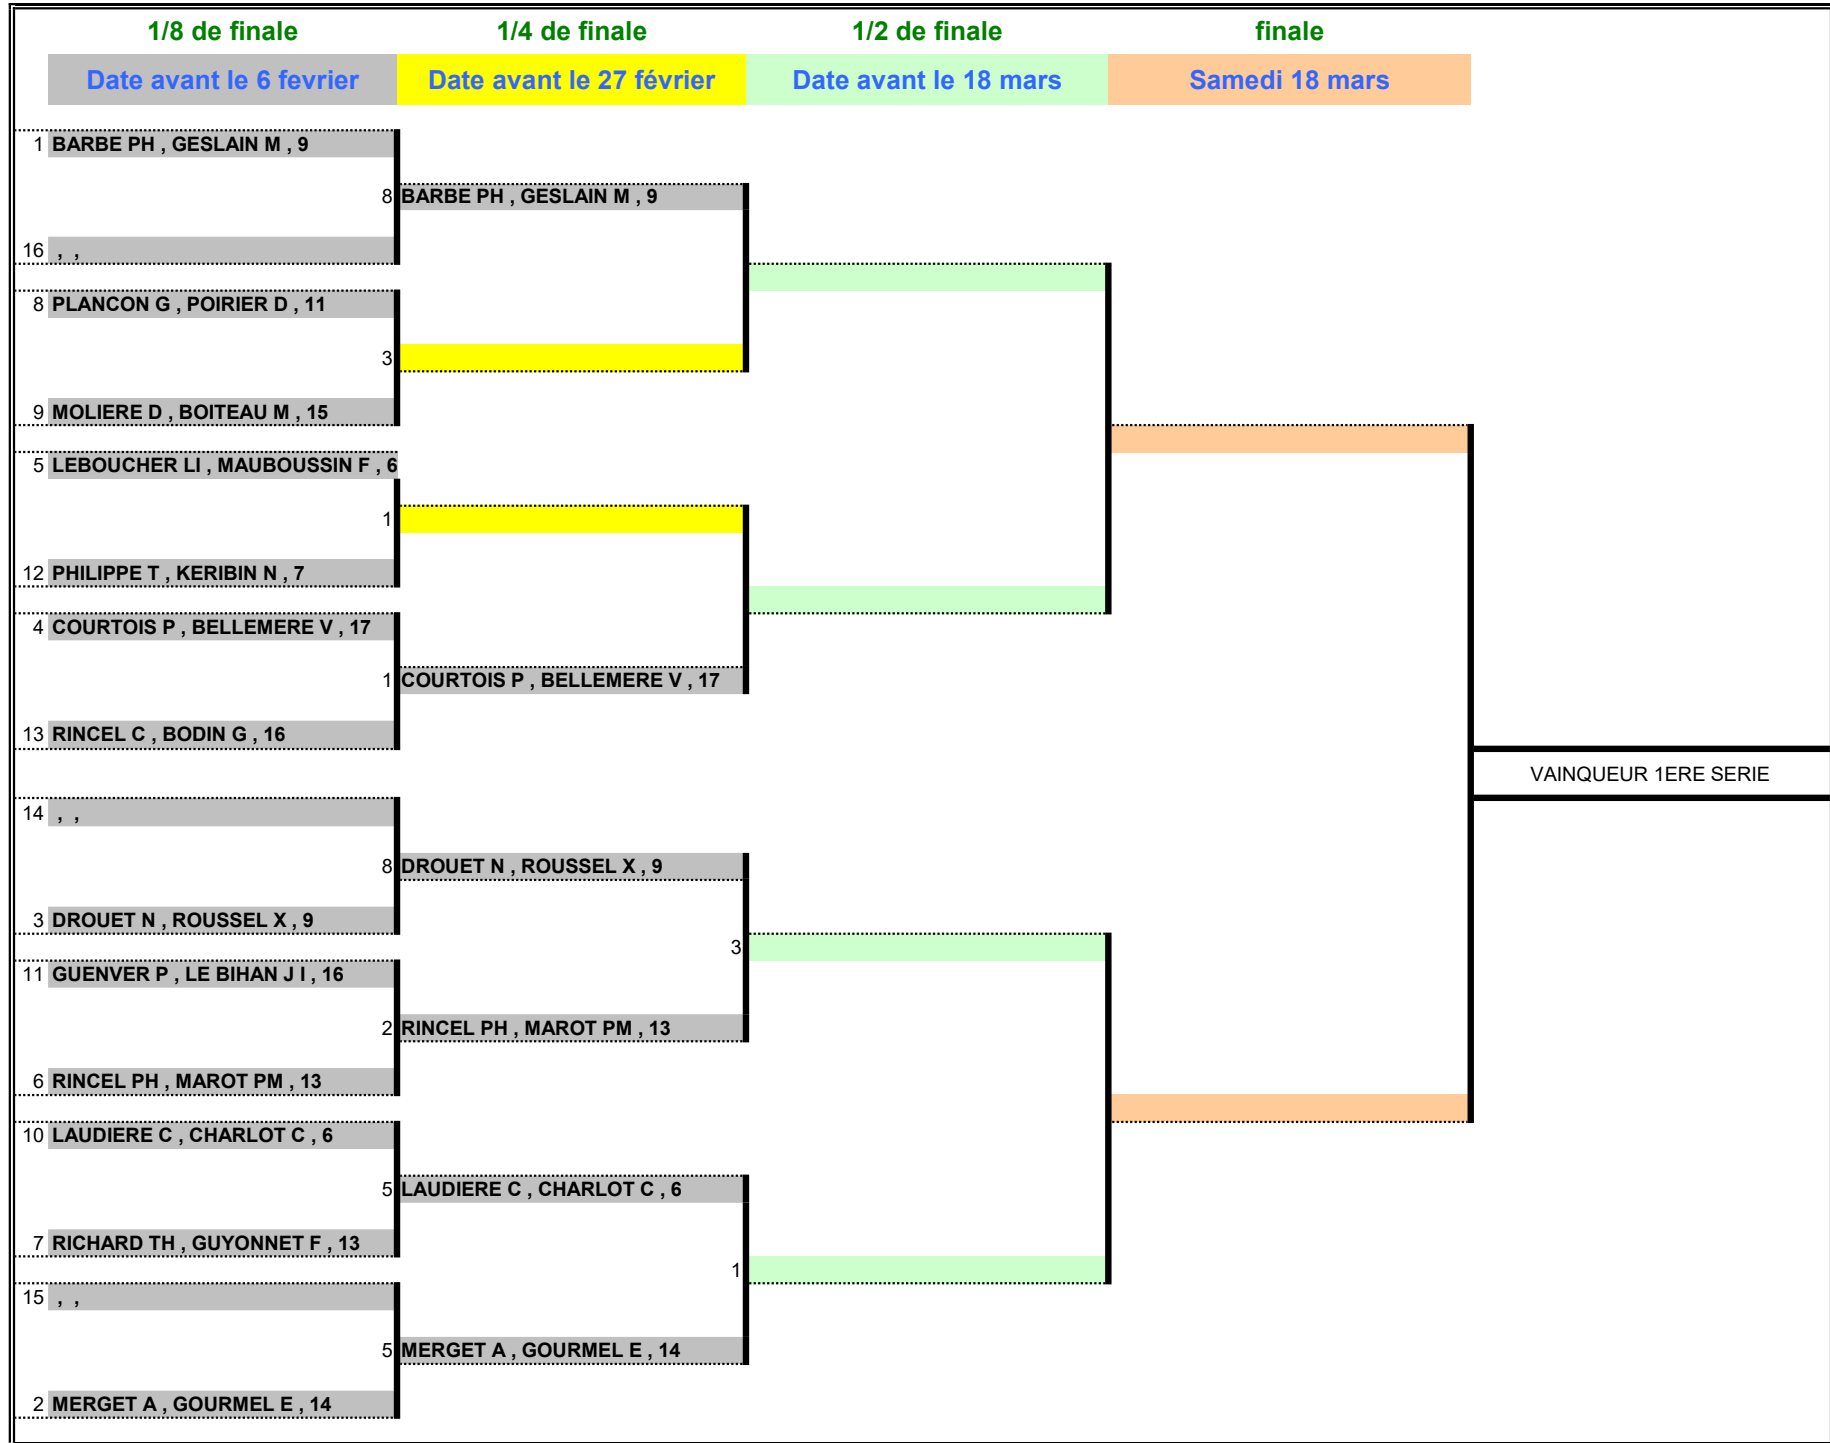 1/8 de finale 1/4 de finale 1/2 de finale finale
Date avant le 6 fevrier Date avant le 27 février Date avant le 18 mars Samedi 18 mars
1 BARBE PH , GESLAIN M , 9
8 BARBE PH , GESLAIN M , 9
16 , ,
8 PLANCON G , POIRIER D , 11
3
9 MOLIERE D , BOITEAU M , 15
5 LEBOUCHER LI , MAUBOUSSIN F , 6
1
12 PHILIPPE T , KERIBIN N , 7
4 COURTOIS P , BELLEMERE V , 17
1 COURTOIS P , BELLEMERE V , 17
13 RINCEL C , BODIN G , 16
VAINQUEUR 1ERE SERIE
14 , ,
8 DROUET N , ROUSSEL X , 9
3 DROUET N , ROUSSEL X , 9
3
11 GUENVER P , LE BIHAN J I , 16
2 RINCEL PH , MAROT PM , 13
6 RINCEL PH , MAROT PM , 13
10 LAUDIERE C , CHARLOT C , 6
5 LAUDIERE C , CHARLOT C , 6
7 RICHARD TH , GUYONNET F , 13
1
15 , ,
5 MERGET A , GOURMEL E , 14
2 MERGET A , GOURMEL E , 14